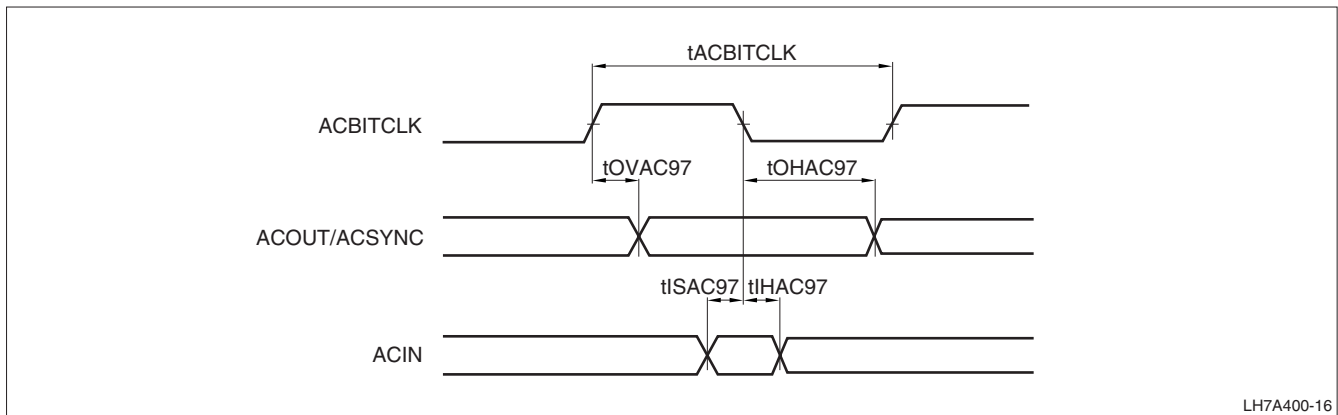 tACBITCLK
ACBITCLK
tOVAC97 tOHAC97
ACOUT/ACSYNC
tISAC97 tIHAC97
ACIN
LH7A400-16